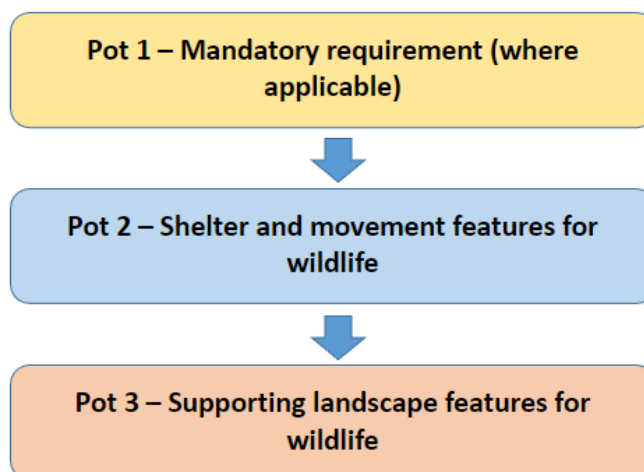 Pot 1 – Mandatory requirement (where
applicable)
Pot 2 – Shelter and movement features for
wildlife
Pot 3 – Supporting landscape features for
wildlife